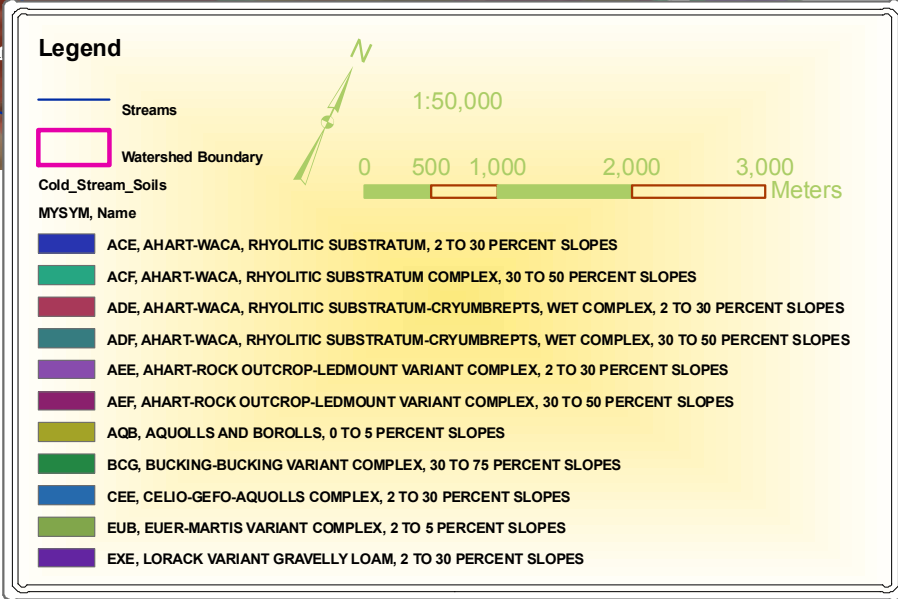 Legend
N
1:50,000
Streams
Watershed Boundary
0 500 1,000 2,000 3,000
Meters
Cold_Stream_Soils
MYSYM, Name
ACE, AHART-WACA, RHYOLITIC SUBSTRATUM, 2 TO 30 PERCENT SLOPES
ACF, AHART-WACA, RHYOLITIC SUBSTRATUM COMPLEX, 30 TO 50 PERCENT SLOPES
ADE, AHART-WACA, RHYOLITIC SUBSTRATUM-CRYUMBREPTS, WET COMPLEX, 2 TO 30 PERCENT SLOPES
ADF, AHART-WACA, RHYOLITIC SUBSTRATUM-CRYUMBREPTS, WET COMPLEX, 30 TO 50 PERCENT SLOPES
AEE, AHART-ROCK OUTCROP-LEDMOUNT VARIANT COMPLEX, 2 TO 30 PERCENT SLOPES
AEF, AHART-ROCK OUTCROP-LEDMOUNT VARIANT COMPLEX, 30 TO 50 PERCENT SLOPES
AQB, AQUOLLS AND BOROLLS, 0 TO 5 PERCENT SLOPES
BCG, BUCKING-BUCKING VARIANT COMPLEX, 30 TO 75 PERCENT SLOPES
CEE, CELIO-GEFO-AQUOLLS COMPLEX, 2 TO 30 PERCENT SLOPES
EUB, EUER-MARTIS VARIANT COMPLEX, 2 TO 5 PERCENT SLOPES
EXE, LORACK VARIANT GRAVELLY LOAM, 2 TO 30 PERCENT SLOPES